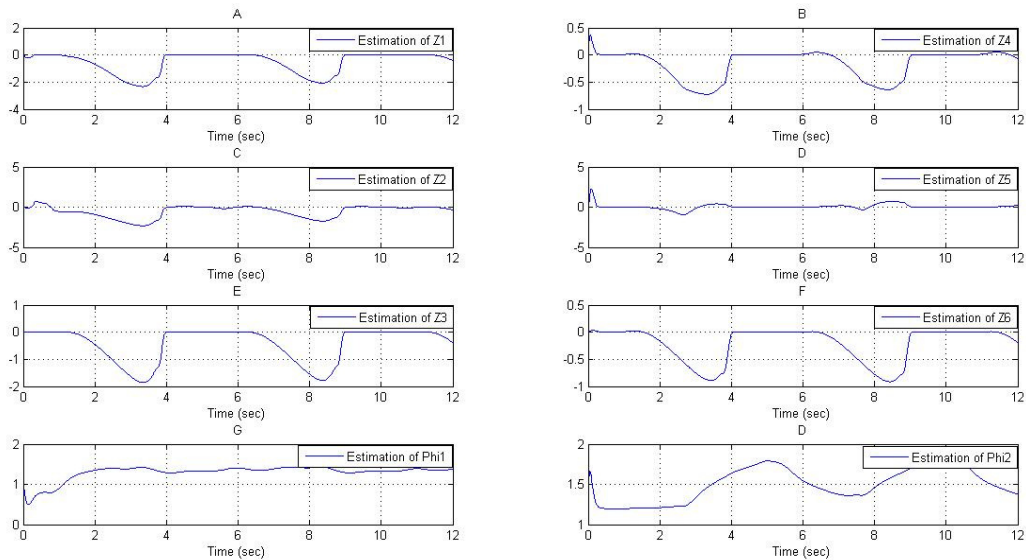 A
2
0
-2
-4
Estimation of Z1
0 2 4 6 8 10 12
Time (sec)
B
0.5
0
-0.5
-1
Estimation of Z4
0 2 4 6 8 10 12
Time (sec)
C
5
0
-5
Estimation of Z2
0 2 4 6 8 10 12
Time (sec)
D
5
0
-5
Estimation of Z5
0 2 4 6 8 10 12
Time (sec)
E
1
0
-1
-2
Estimation of Z3
0 2 4 6 8 10 12
Time (sec)
F
0.5
0
-0.5
-1
Estimation of Z6
0 2 4 6 8 10 12
Time (sec)
G
2
1
0
Estimation of Phi1
0 2 4 6 8 10 12
Time (sec)
D
2
1.5
1
Estimation of Phi2
0 2 4 6 8 10 12
Time (sec)